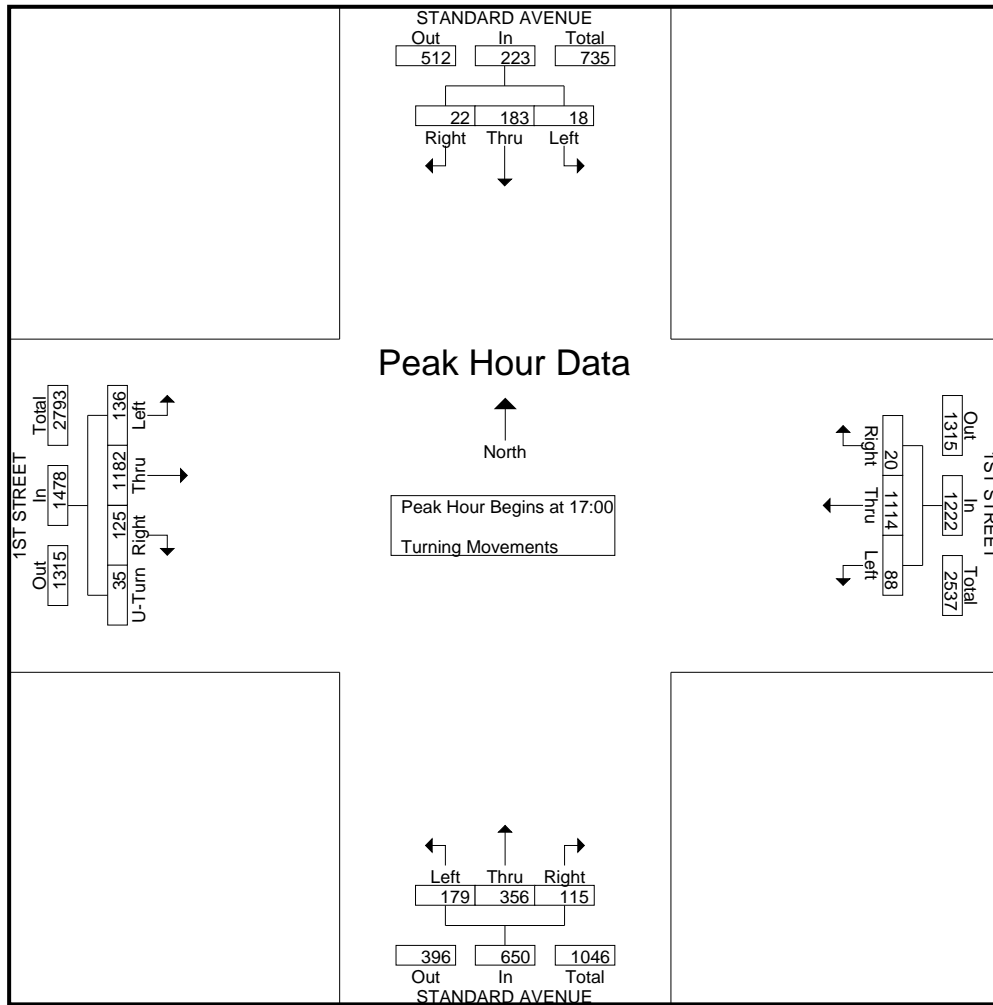 STANDARD AVENUE
Out In Total
512 223 735
22 183 18
Right Thru Left
Peak Hour Data
North
Peak Hour Begins at 17:00
Turning Movements
1ST STREET
Out In Total
1315 1478 2793
35 125 1182 136
U-Turn Right Thru Left
1ST STREET
Out In Total
1315 1222 2537
20 1114 88
Right Thru Left
Left Thru Right
179 356 115
396 650 1046
Out In Total
STANDARD AVENUE